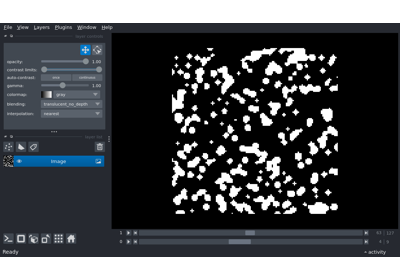 File View Layers Plugins Window Help
opacity: 1.00
contrast limits:
auto-contrast: once continuous
gamma: 1.00
colormap: gray
blending: translucent_no_depth
interpolation: nearest
Image
1
0
Ready
activity